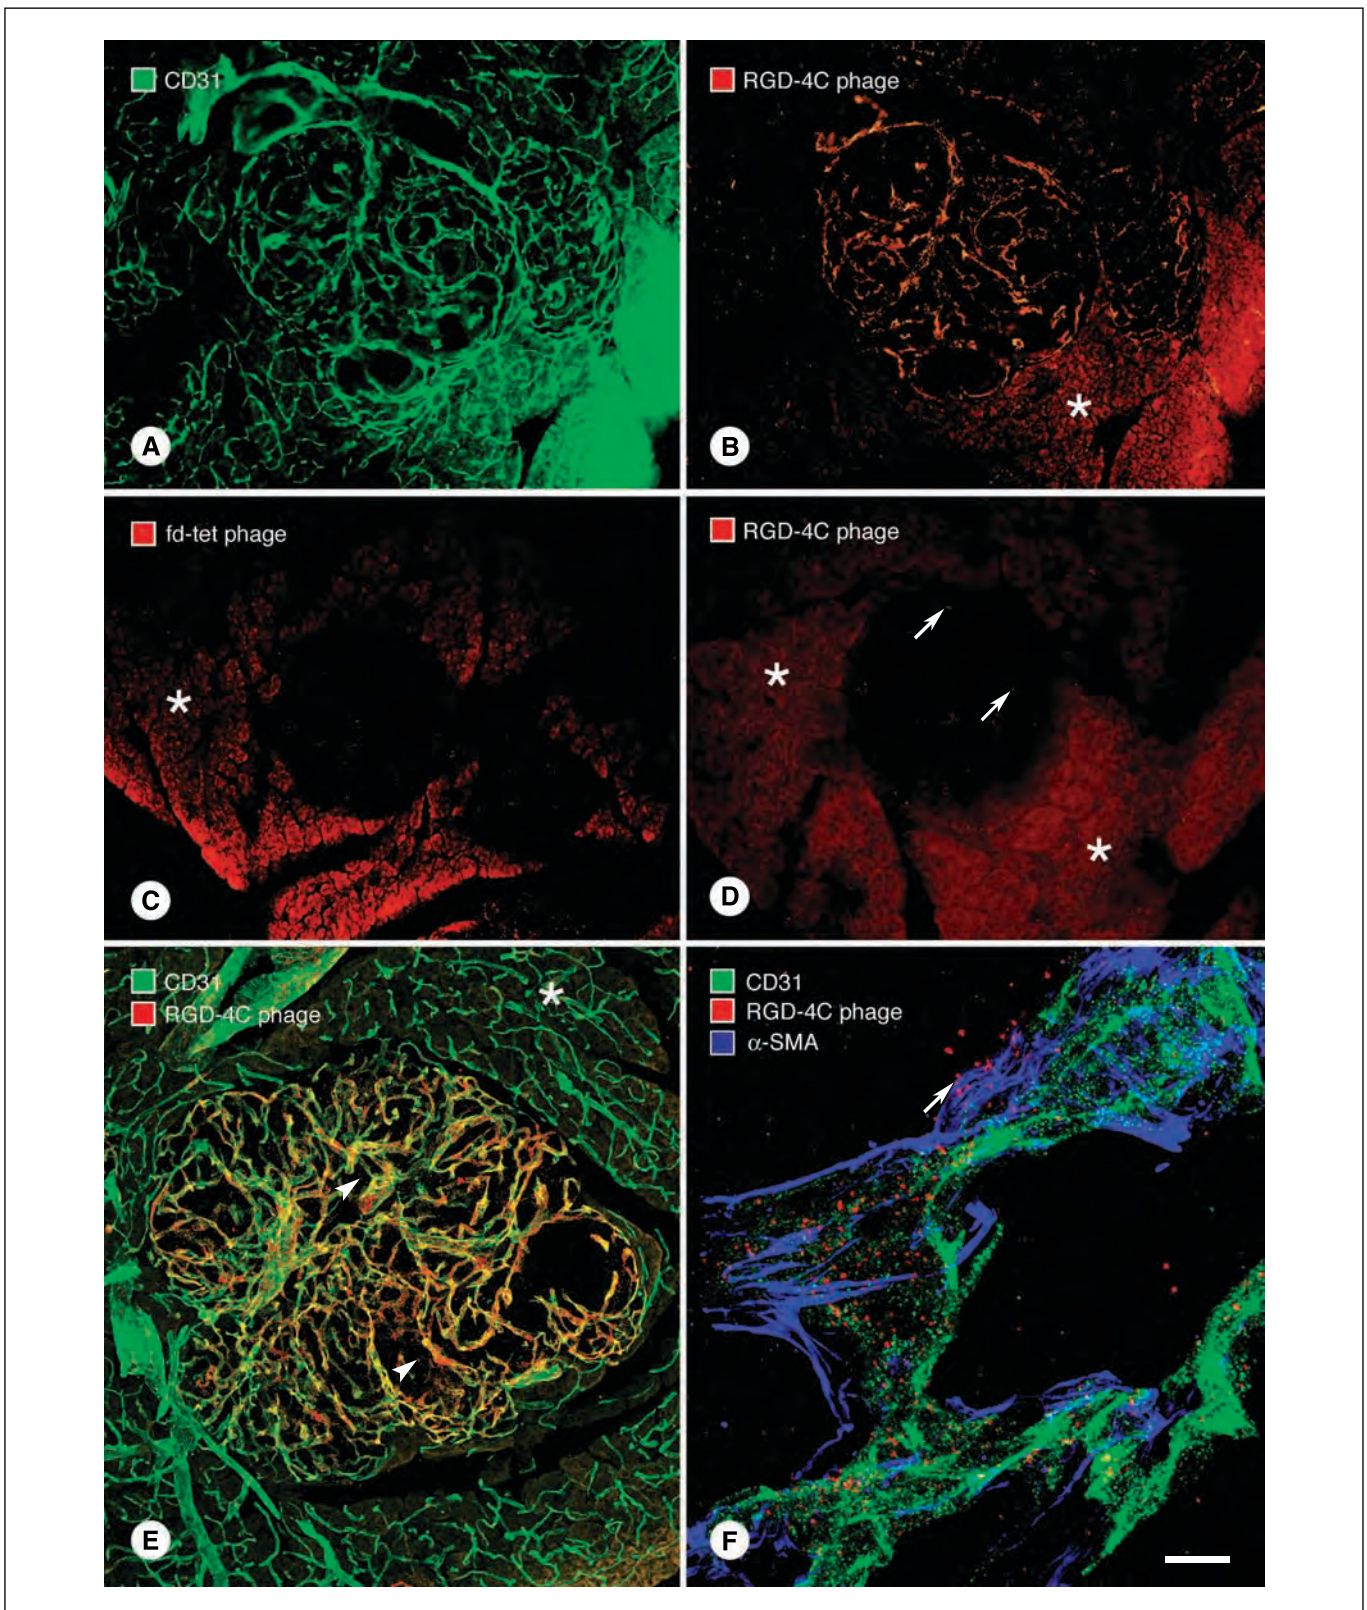 CD31
RGD-4C phage
A
B
fd-tet phage
RGD-4C phage
*
*
*
*
C
D
CD31
RGD-4C phage
*
CD31
RGD-4C phage
α-SMA
E
F